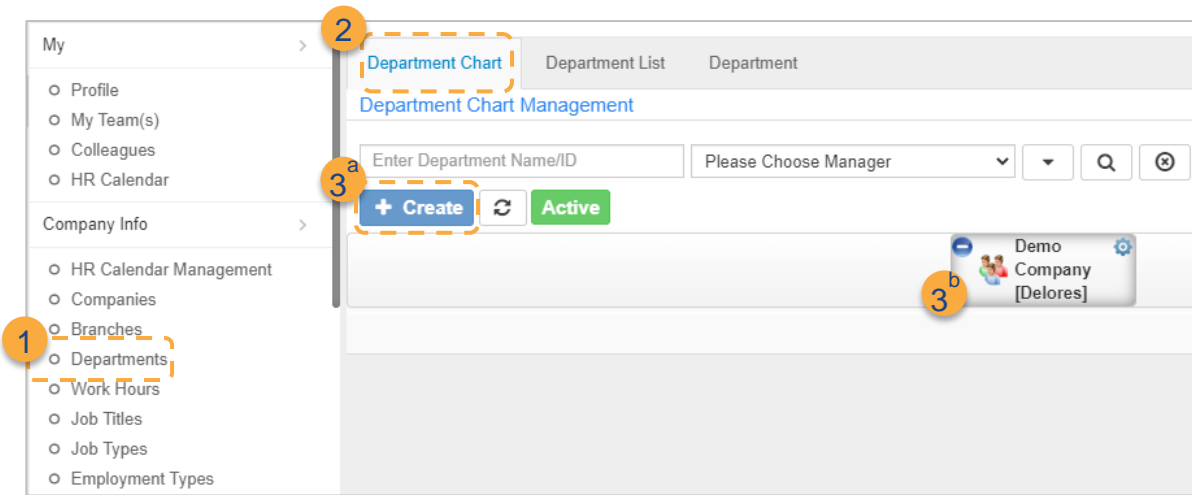 My
Profile
My Team(s)
Colleagues
HR Calendar
Company Info
HR Calendar Management
Companies
1
Branches
Departments
Work Hours
Job Titles
Job Types
Employment Types
2
Department Chart
Department List
Department
Department Chart Management
Enter Department Name/ID
Please Choose Manager
3a
+ Create
Active
3b
Demo
Company
[Delores]